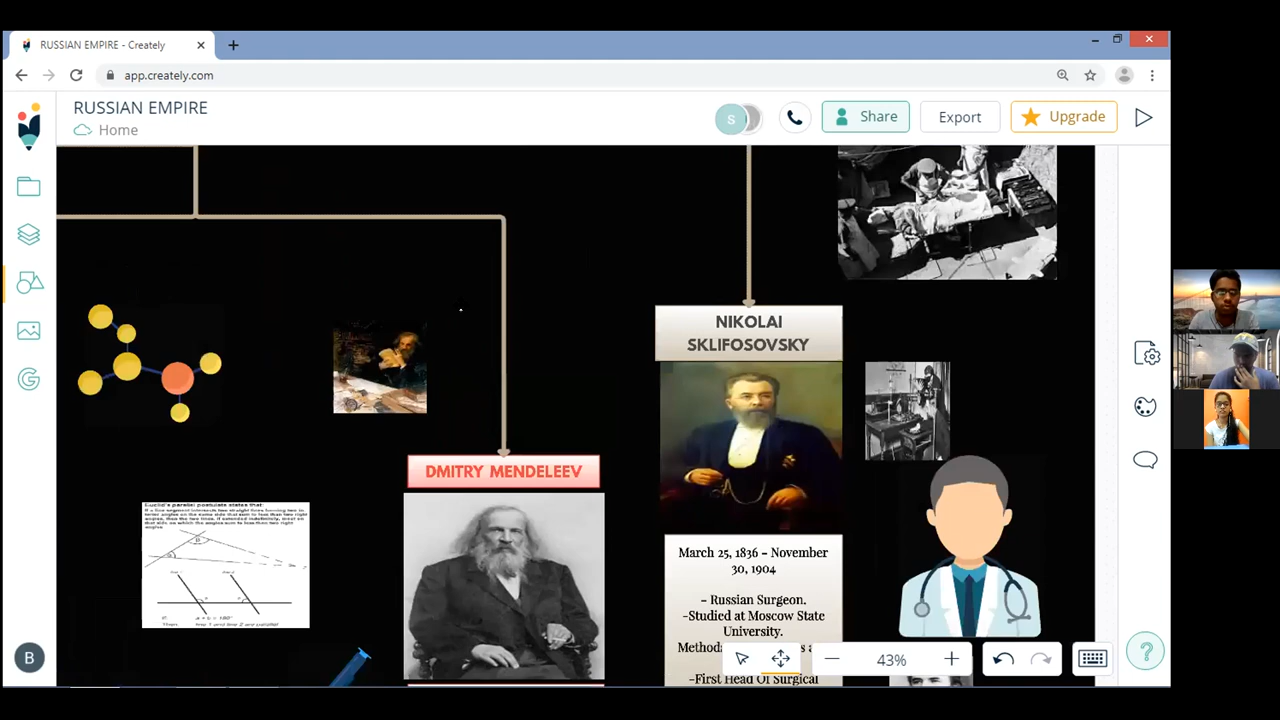 RUSSIAN EMPIRE - Creately
app.creately.com
RUSSIAN EMPIRE
Home
S
Share
Export
Upgrade
NIKOLAI
SKLIFOSOVSKY
DMITRY MENDELEEV
Euclid's parallel postulate states that:
March 25, 1836 – November
30, 1904
- Russian Surgeon.
-Studied at Moscow State
University.
-First Head Of Surgical
B
43%
?